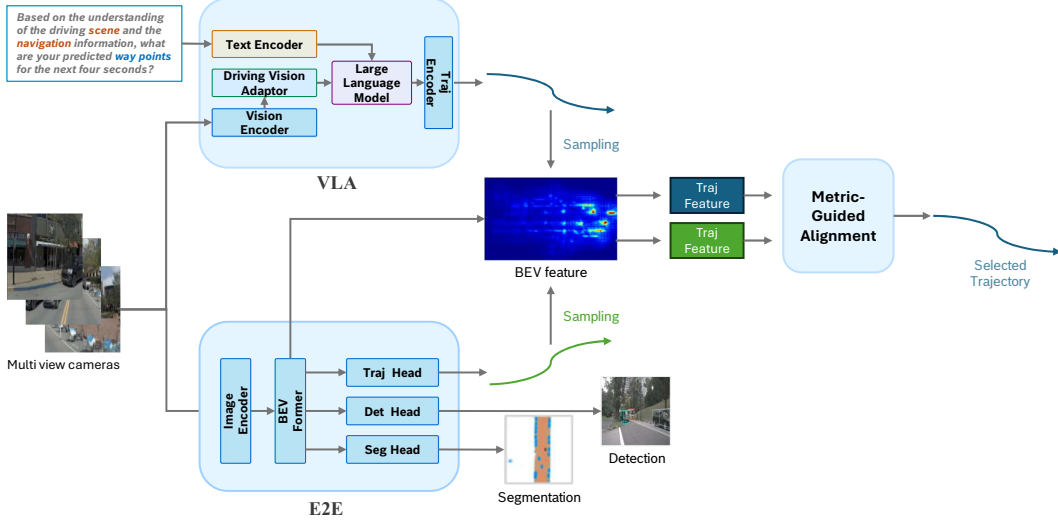 Based on the understanding
of the driving scene and the
navigation information, what
are your predicted way points
for the next four seconds?
Text Encoder
Driving Vision
Adaptor
Vision
Encoder
Large
Language
Model
Traj
Encoder
VLA
Sampling
Traj
Feature
Traj
Feature
Metric-
Guided
Alignment
BEV feature
Selected
Trajectory
Sampling
Multi view cameras
Image
Encoder
BEV
Former
Traj Head
Det Head
Seg Head
E2E
Segmentation
Detection